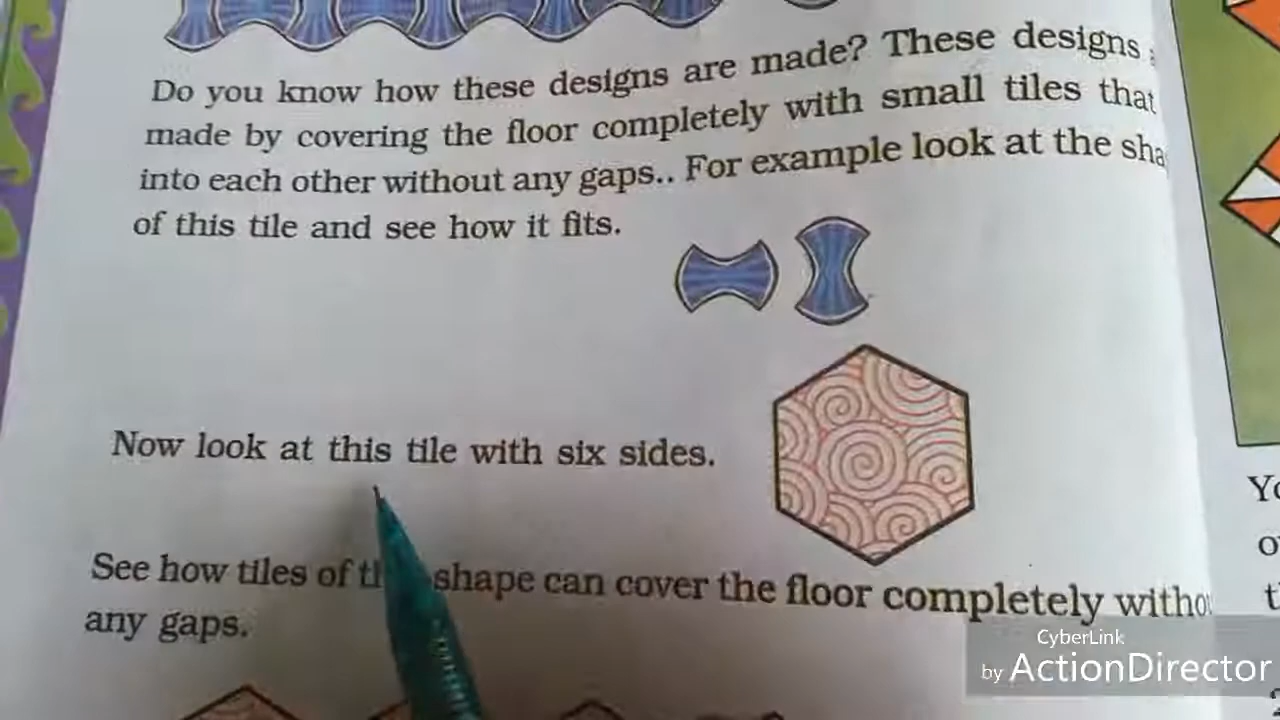 Do you know how these designs are made? These designs
made by covering the floor completely with small tiles that
into each other without any gaps.. For example look at the sha
of this tile and see how it fits.
Now look at this tile with six sides.
See how tiles of shape can cover the floor completely witho
any gaps.
CyberLink
by ActionDirector